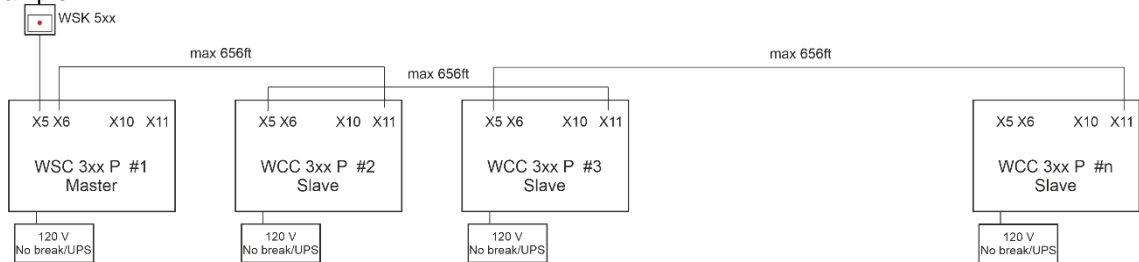 WSK 5xx
max 656ft
max 656ft
max 656ft
X5 X6 X10 X11
WSC 3xx P #1
Master
X5 X6 X10 X11
WCC 3xx P #2
Slave
X5 X6 X10 X11
WCC 3xx P #3
Slave
X5 X6 X10 X11
WCC 3xx P #n
Slave
120 V
No break/UPS
120 V
No break/UPS
120 V
No break/UPS
120 V
No break/UPS